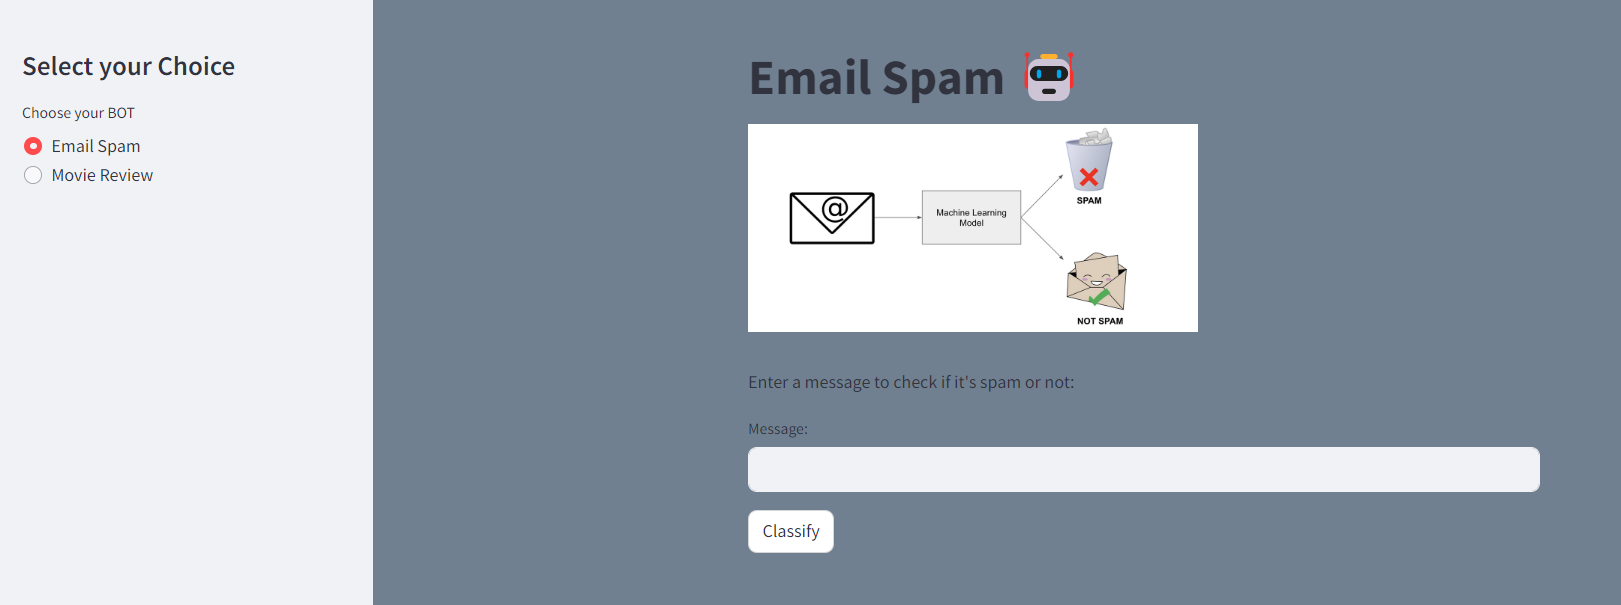 Select your Choice
Choose your BOT
Email Spam
Movie Review
Email Spam
@
Machine Learning
Model
SPAM
NOT SPAM
Enter a message to check if it's spam or not:
Message:
Classify